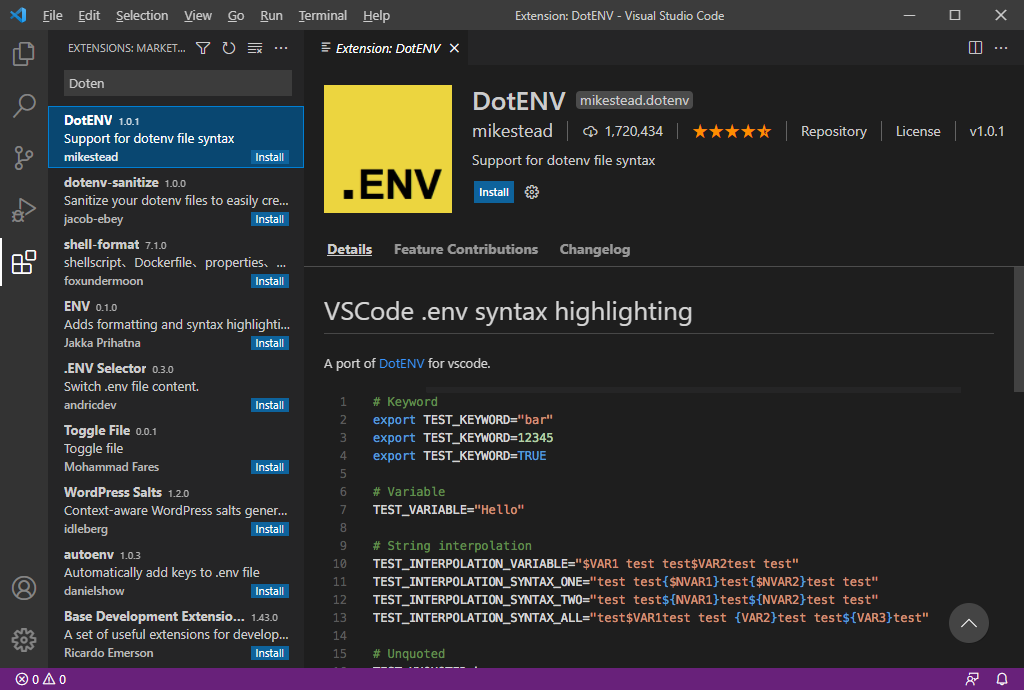 File Edit Selection View Go Run Terminal Help
Extension: DotENV - Visual Studio Code
EXTENSIONS: MARKET...
Doten
DotENV 1.0.1
Support for dotenv file syntax
mikestead Install
dotenv-sanitize 1.0.0
Sanitize your dotenv files to easily cre...
jacob-ebey Install
shell-format 7.1.0
shellscript、Dockerfile、properties、...
foxundermoon Install
ENV 0.1.0
Adds formatting and syntax highlighti...
Jakka Prihatna Install
.ENV Selector 0.3.0
Switch .env file content.
andricdev Install
Toggle File 0.0.1
Toggle file
Mohammad Fares Install
WordPress Salts 1.2.0
Context-aware WordPress salts gener...
idleberg Install
autoenv 1.0.3
Automatically add keys to .env file
danielshow Install
Base Development Extensio... 1.43.0
A set of useful extensions for develop...
Ricardo Emerson Install
Extension: DotENV
.ENV
DotENV mikestead.dotenv
mikestead 1,720,434 Repository License v1.0.1
Support for dotenv file syntax
Install
Details Feature Contributions Changelog
VSCode .env syntax highlighting
A port of DotENV for vscode.
1 # Keyword
2 export TEST_KEYWORD="bar"
3 export TEST_KEYWORD=12345
4 export TEST_KEYWORD=TRUE
5
6 # Variable
7 TEST_VARIABLE="Hello"
8
9 # String interpolation
10 TEST_INTERPOLATION_VARIABLE="$VAR1 test test$VAR2test test"
11 TEST_INTERPOLATION_SYNTAX_ONE="test test{$NVAR1}test{$NVAR2}test test"
12 TEST_INTERPOLATION_SYNTAX_TWO="test test${NVAR1}test${NVAR2}test test"
13 TEST_INTERPOLATION_SYNTAX_ALL="test$VAR1test test {VAR2}test test${VAR3}test"
14
15 # Unquoted
0 0